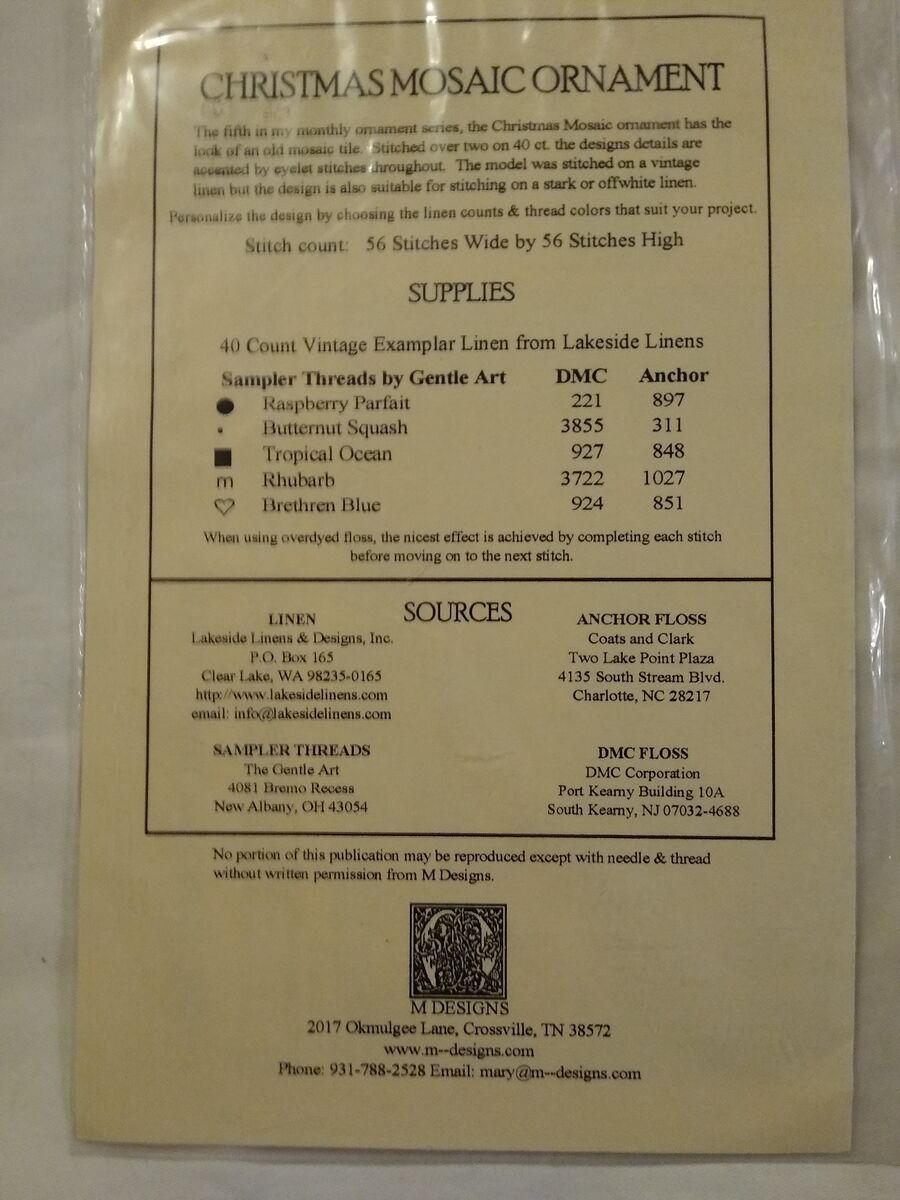 CHRISTMAS MOSAIC ORNAMENT
The fifth in my monthly ornament series, the Christmas Mosaic ornament has the
look of an old mosaic tile. Stitched over two on 40 ct. the designs details are
accented by eyelet stitches throughout. The model was stitched on a vintage
linen but the design is also suitable for stitching on a stark or offwhite linen.
Personalize the design by choosing the linen counts & thread colors that suit your project.
Stitch count: 56 Stitches Wide by 56 Stitches High
SUPPLIES
40 Count Vintage Examplar Linen from Lakeside Linens
Sampler Threads by Gentle Art DMC Anchor
Raspberry Parfait 221 897
Butternut Squash 3855 311
Tropical Ocean 927 848
m Rhubarb 3722 1027
Brethren Blue 924 851
When using overdyed floss, the nicest effect is achieved by completing each stitch
before moving on to the next stitch.
SOURCES
LINEN
Lakeside Linens & Designs, Inc.
P.O. Box 165
Clear Lake, WA 98235-0165
http://www.lakesidelinens.com
email: info@lakesidelinens.com
ANCHOR FLOSS
Coats and Clark
Two Lake Point Plaza
4135 South Stream Blvd.
Charlotte, NC 28217
SAMPLER THREADS
The Gentle Art
4081 Bremo Recess
New Albany, OH 43054
DMC FLOSS
DMC Corporation
Port Kearny Building 10A
South Kearny, NJ 07032-4688
No portion of this publication may be reproduced except with needle & thread
without written permission from M Designs.
M DESIGNS
2017 Okmulgee Lane, Crossville, TN 38572
www.m--designs.com
Phone: 931-788-2528 Email: mary@m--designs.com